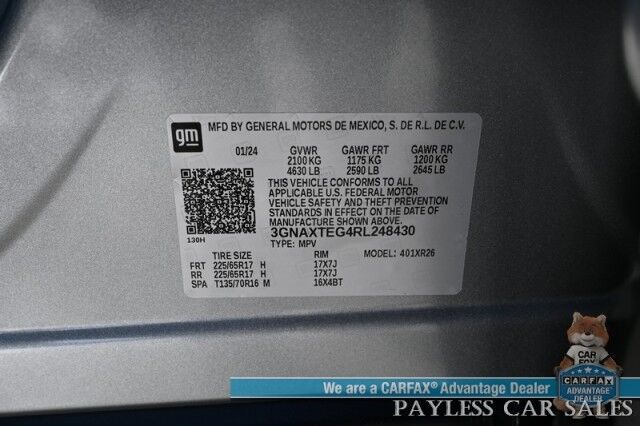 gm
MFD BY GENERAL MOTORS DE MEXICO, S. DE R.L. DE C.V.
01/24 GVWR GAWR FRT GAWR RR
2100 KG 1175 KG 1200 KG
4630 LB 2590 LB 2645 LB
THIS VEHICLE CONFORMS TO ALL
APPLICABLE U.S. FEDERAL MOTOR
VEHICLE SAFETY AND THEFT PREVENTION
STANDARDS IN EFFECT ON THE DATE
OF MANUFACTURE SHOWN ABOVE.
3GNAXTEG4RL248430
130H
TYPE: MPV
TIRE SIZE RIM MODEL: 401XR26
FRT 225/65R17 H 17X7J
RR 225/65R17 H 17X7J
SPA T135/70R16 M 16X4BT
CAR
FOX
CARFAX
ADVANTAGE
DEALER
We are a CARFAX® Advantage Dealer
PAYLESS CAR SALES